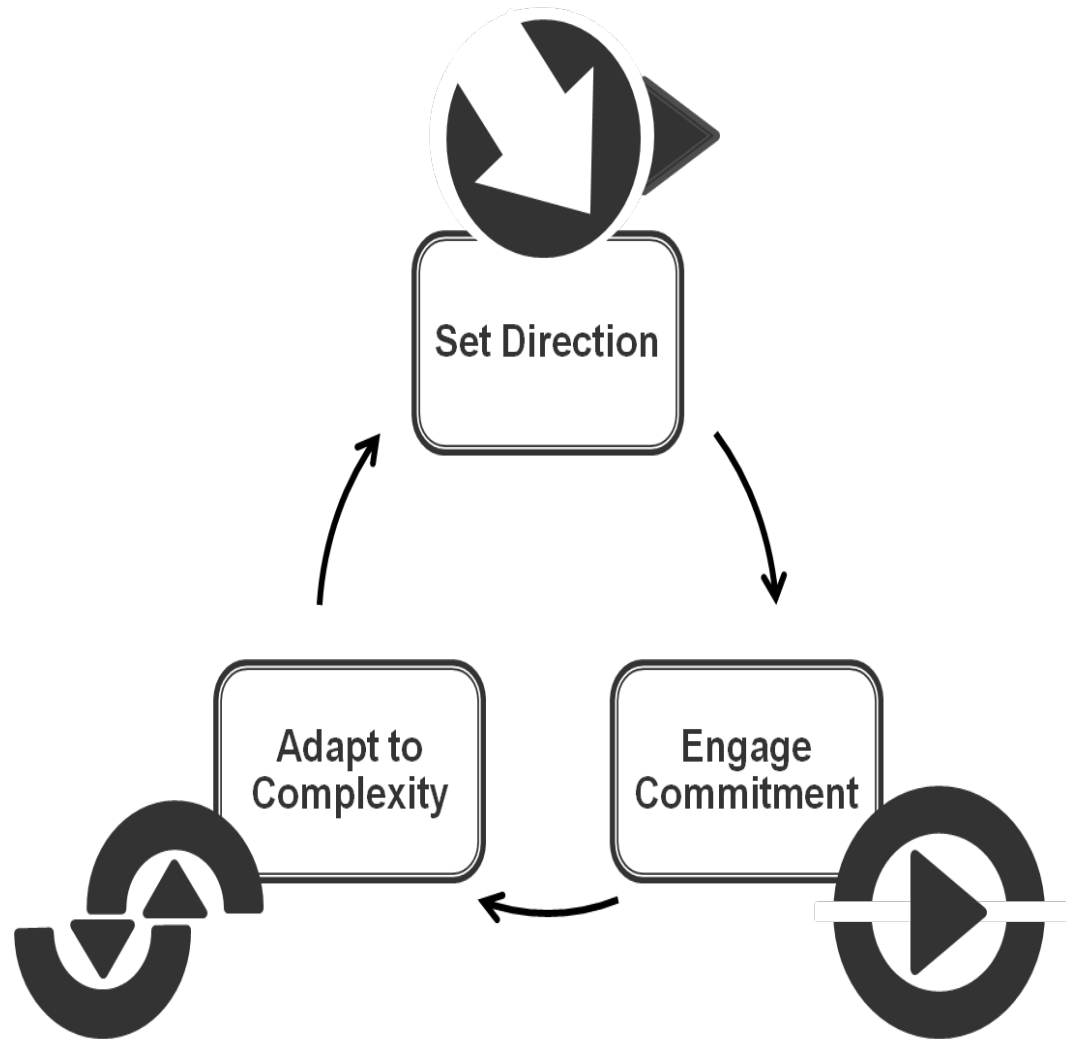 Set Direction
Engage
Commitment
Adapt to
Complexity